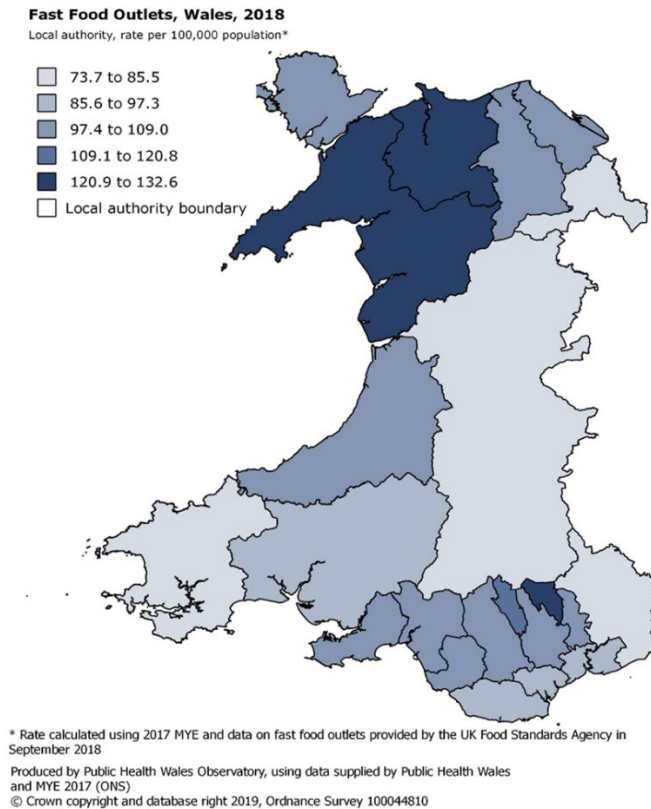 Fast Food Outlets, Wales, 2018
Local authority, rate per 100,000 population*
73.7 to 85.5
85.6 to 97.3
97.4 to 109.0
109.1 to 120.8
120.9 to 132.6
Local authority boundary
* Rate calculated using 2017 MYE and data on fast food outlets provided by the UK Food Standards Agency in
September 2018
Produced by Public Health Wales Observatory, using data supplied by Public Health Wales
and MYE 2017 (ONS)
© Crown copyright and database right 2019, Ordnance Survey 100044810